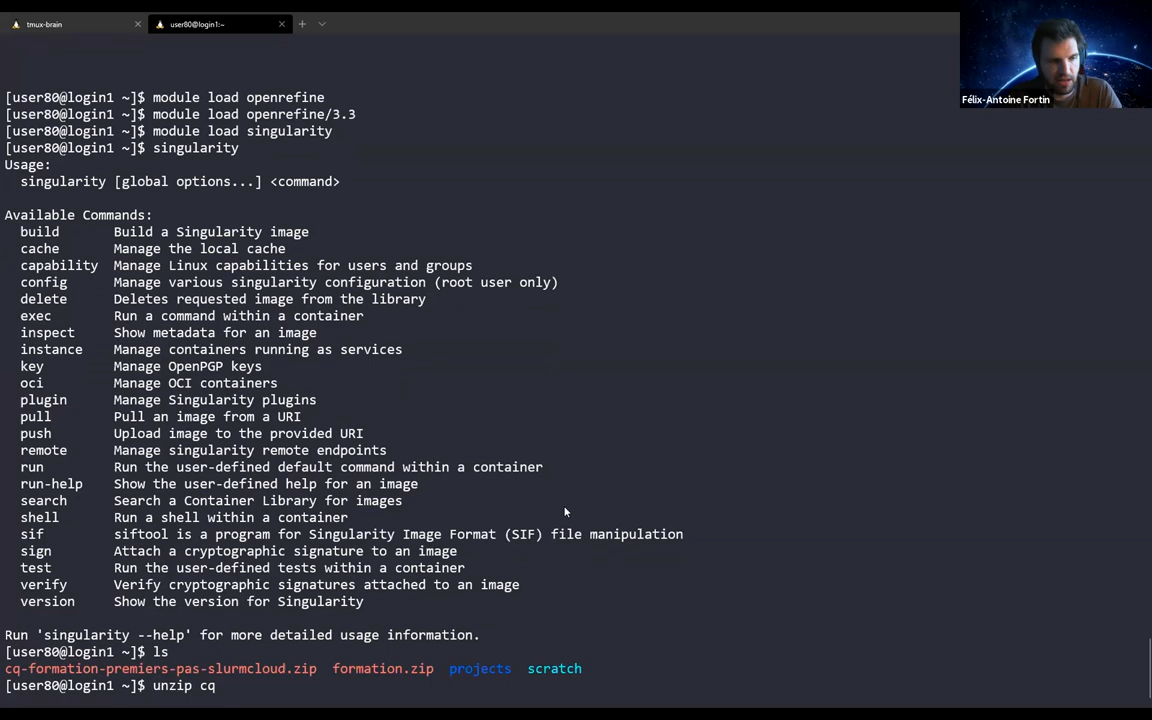 tmux-brain
user80@login1:~
Félix-Antoine Fortin
[user80@login1 ~]$ module load openrefine
[user80@login1 ~]$ module load openrefine/3.3
[user80@login1 ~]$ module load singularity
[user80@login1 ~]$ singularity
Usage:
  singularity [global options...] <command>
Available Commands:
  build       Build a Singularity image
  cache       Manage the local cache
  capability  Manage Linux capabilities for users and groups
  config      Manage various singularity configuration (root user only)
  delete      Deletes requested image from the library
  exec        Run a command within a container
  inspect     Show metadata for an image
  instance    Manage containers running as services
  key         Manage OpenPGP keys
  oci         Manage OCI containers
  plugin      Manage Singularity plugins
  pull        Pull an image from a URI
  push        Upload image to the provided URI
  remote      Manage singularity remote endpoints
  run         Run the user-defined default command within a container
  run-help    Show the user-defined help for an image
  search      Search a Container Library for images
  shell       Run a shell within a container
  sif         siftool is a program for Singularity Image Format (SIF) file manipulation
  sign        Attach a cryptographic signature to an image
  test        Run the user-defined tests within a container
  verify      Verify cryptographic signatures attached to an image
  version     Show the version for Singularity
Run 'singularity --help' for more detailed usage information.
[user80@login1 ~]$ ls
cq-formation-premiers-pas-slurmcloud.zip  formation.zip  projects  scratch
[user80@login1 ~]$ unzip cq